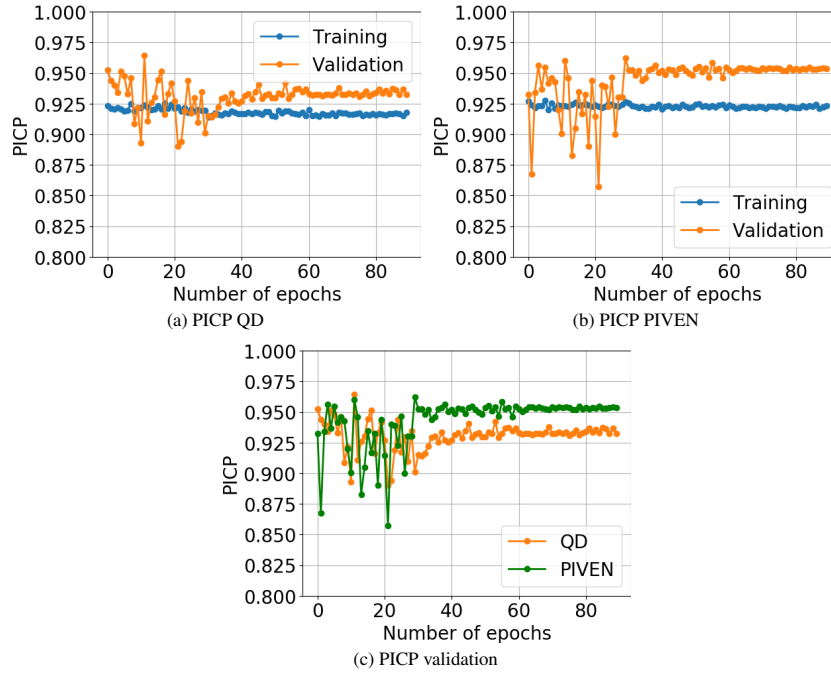 1.000
0.975
0.950
0.925
0.900
0.875
0.850
0.825
0.800
PICP
Training
Validation
0 20 40 60 80
Number of epochs
(a) PICP QD
1.000
0.975
0.950
0.925
0.900
0.875
0.850
0.825
0.800
PICP
Training
Validation
0 20 40 60 80
Number of epochs
(b) PICP PIVEN
1.000
0.975
0.950
0.925
0.900
0.875
0.850
0.825
0.800
PICP
QD
PIVEN
0 20 40 60 80
Number of epochs
(c) PICP validation